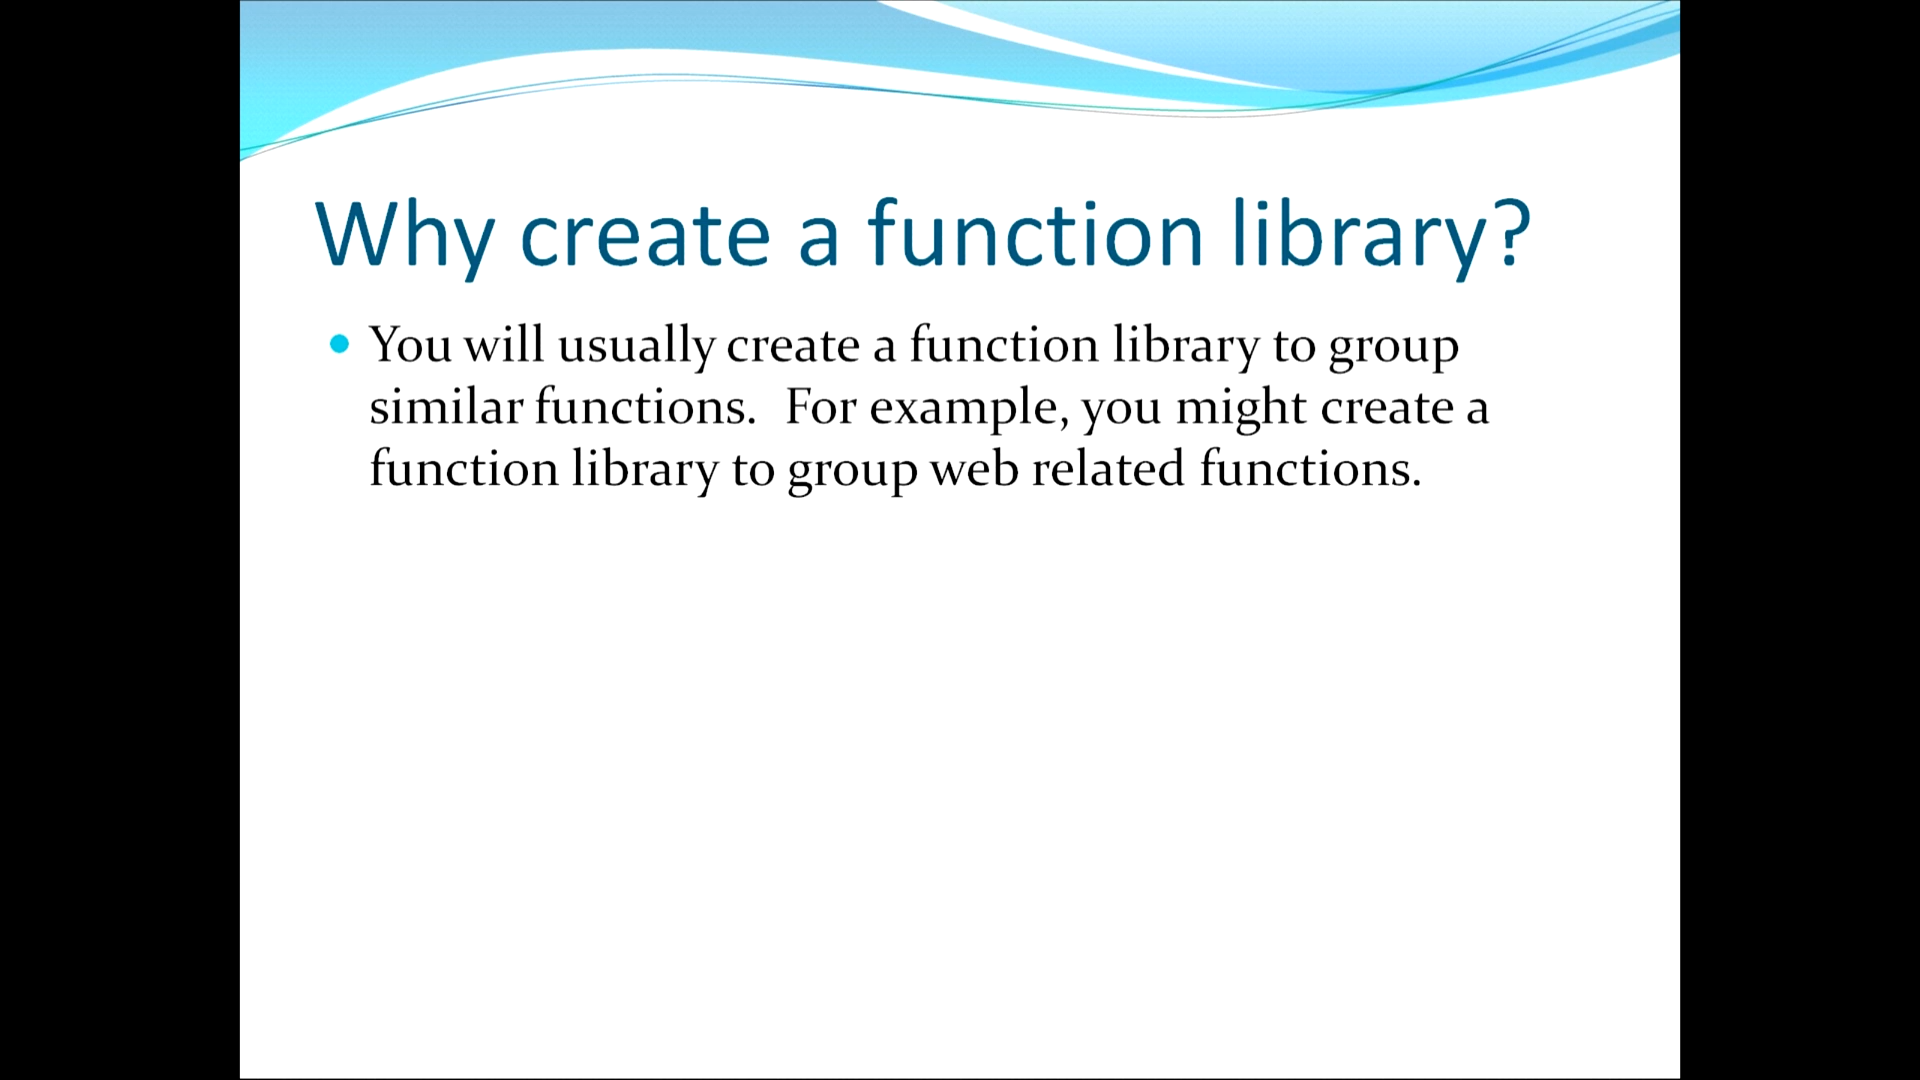 Why create a function library?
• You will usually create a function library to group
similar functions.  For example, you might create a
function library to group web related functions.